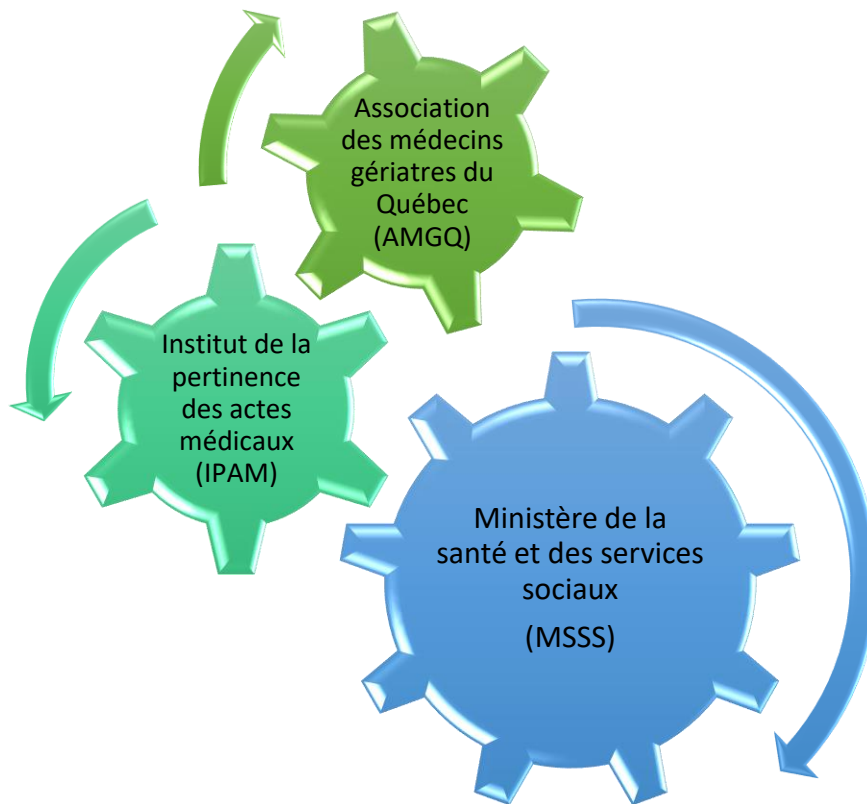 Association
des médecins
gériatres du
Québec
(AMGQ)
Institut de la
pertinence
des actes
médicaux
(IPAM)
Ministère de la
santé et des services
sociaux
(MSSS)